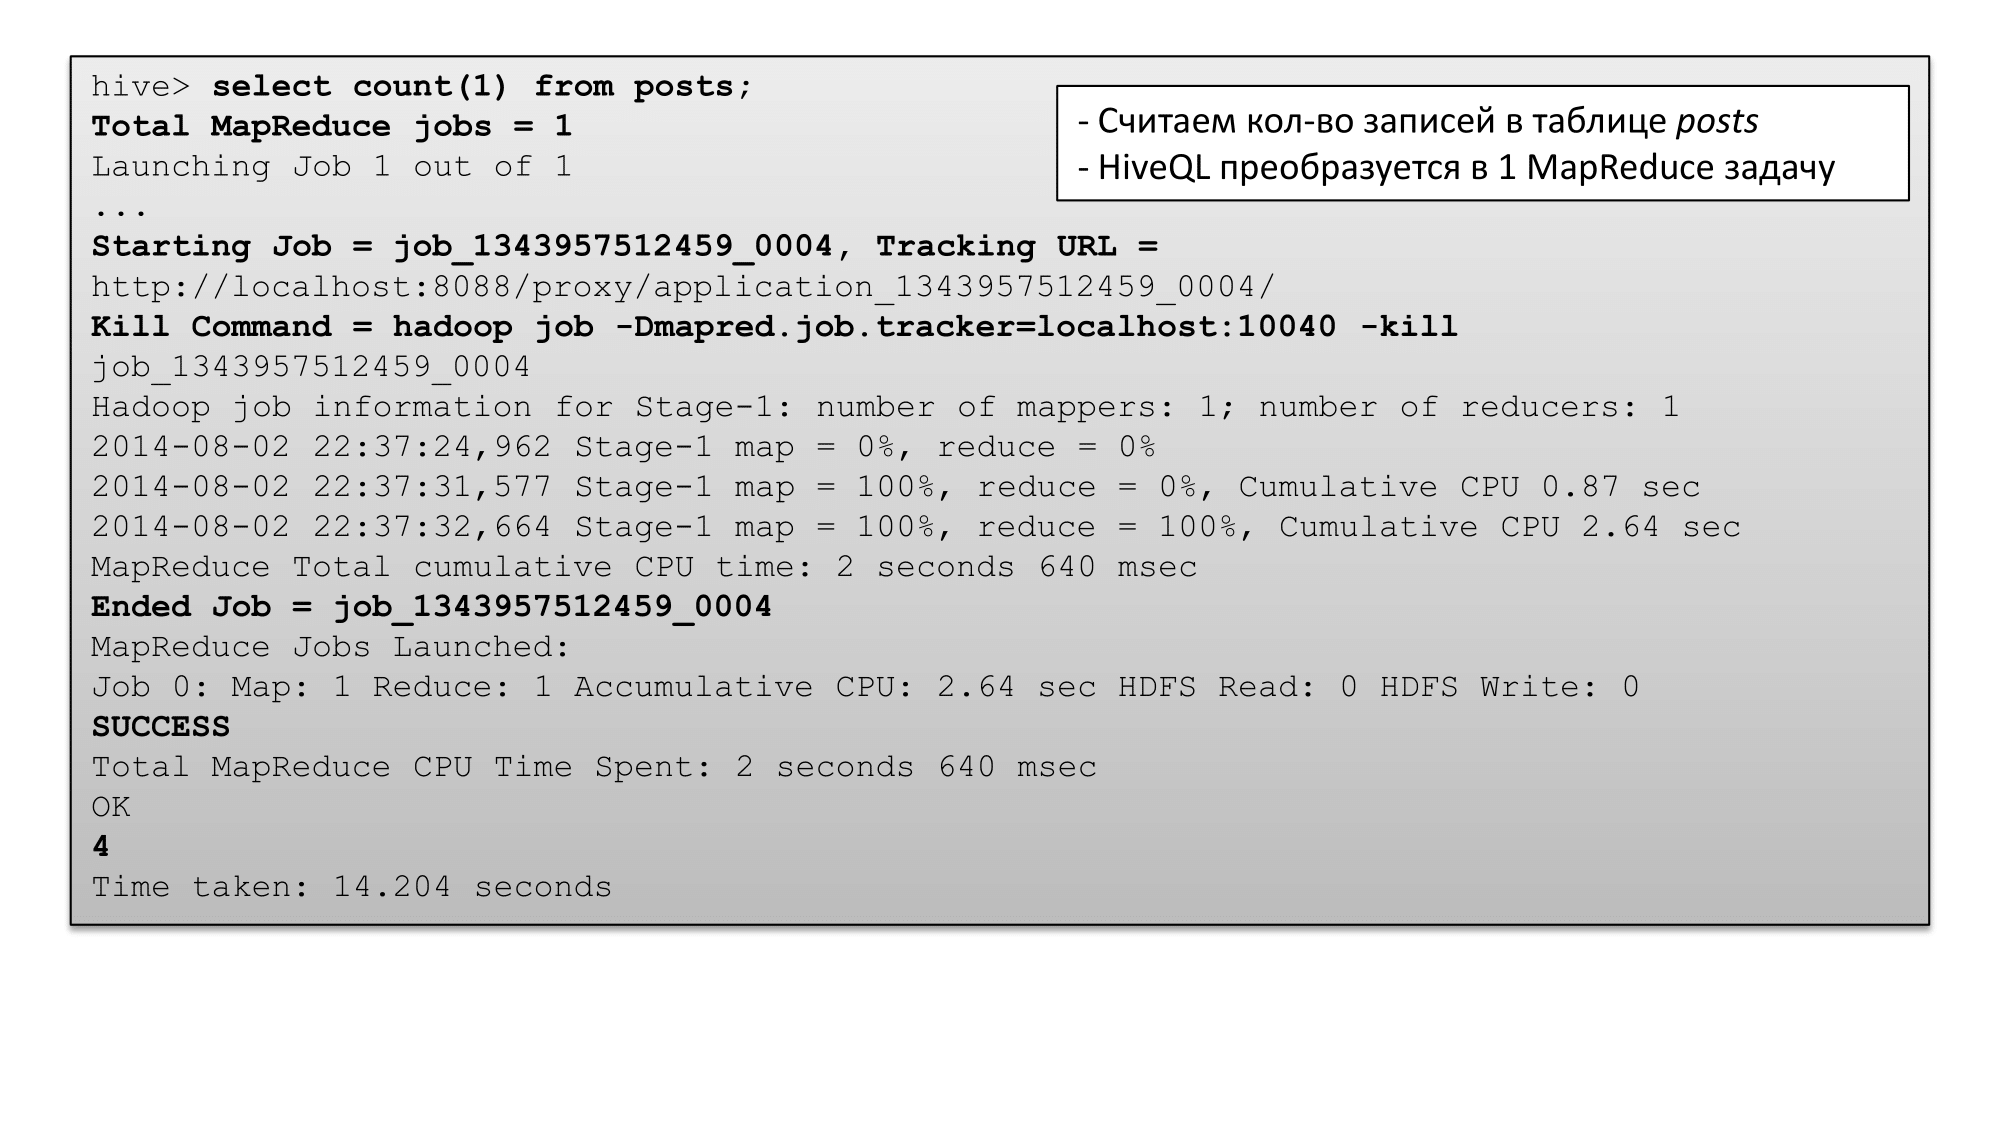 hive> select count(1) from posts;
Total MapReduce jobs = 1
Launching Job 1 out of 1
...
- Считаем кол-во записей в таблице posts
- HiveQL преобразуется в 1 MapReduce задачу
Starting Job = job_1343957512459_0004, Tracking URL =
http://localhost:8088/proxy/application_1343957512459_0004/
Kill Command = hadoop job -Dmapred.job.tracker=localhost:10040 -kill
job_1343957512459_0004
Hadoop job information for Stage-1: number of mappers: 1; number of reducers: 1
2014-08-02 22:37:24,962 Stage-1 map = 0%, reduce = 0%
2014-08-02 22:37:31,577 Stage-1 map = 100%, reduce = 0%, Cumulative CPU 0.87 sec
2014-08-02 22:37:32,664 Stage-1 map = 100%, reduce = 100%, Cumulative CPU 2.64 sec
MapReduce Total cumulative CPU time: 2 seconds 640 msec
Ended Job = job_1343957512459_0004
MapReduce Jobs Launched:
Job 0: Map: 1 Reduce: 1 Accumulative CPU: 2.64 sec HDFS Read: 0 HDFS Write: 0
SUCCESS
Total MapReduce CPU Time Spent: 2 seconds 640 msec
OK
4
Time taken: 14.204 seconds